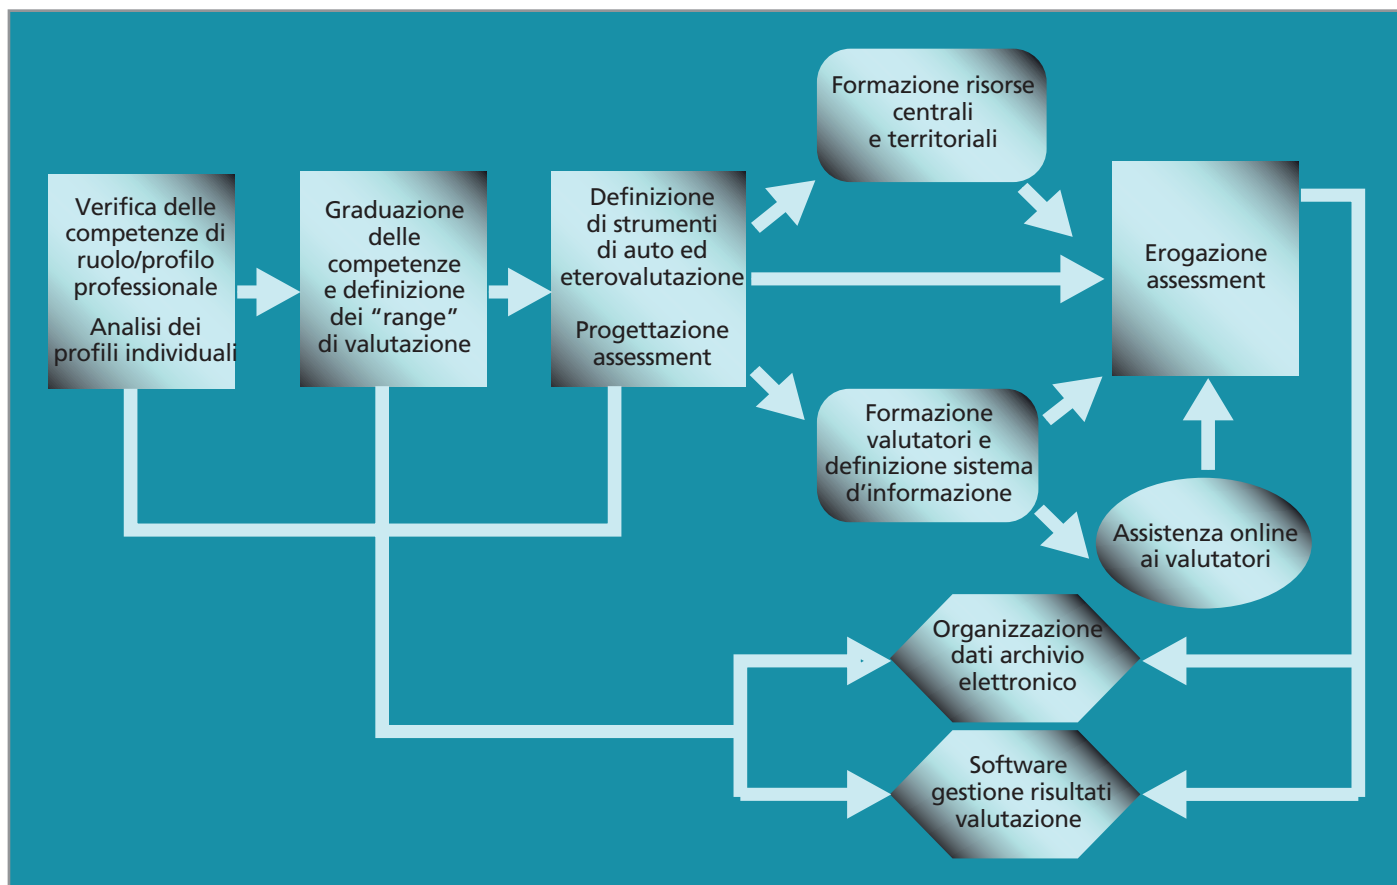 Verifica delle
competenze di
ruolo/profilo
professionale
Analisi dei
profili individuali
Graduazione
delle
competenze
e definizione
dei “range”
di valutazione
Definizione
di strumenti
di auto ed
eterovalutazione
Progettazione
assessment
Formazione risorse
centrali
e territoriali
Formazione
valutatori e
definizione sistema
d’informazione
Erogazione
assessment
Assistenza online
ai valutatori
Organizzazione
dati archivio
elettronico
Software
gestione risultati
valutazione